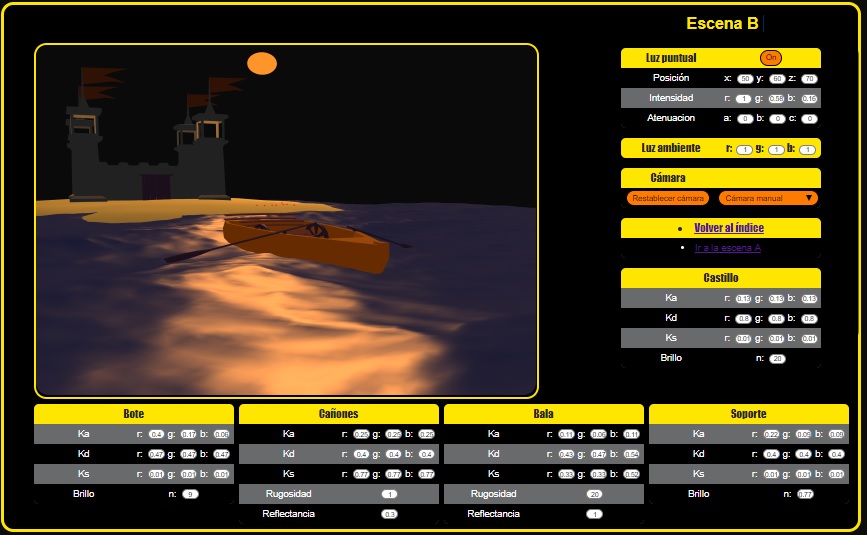 Escena B
Luz puntual On
Posición x: 50 y: 60 z: 70
Intensidad r: 1 g: 0.58 b: 0.16
Atenuacion a: 0 b: 0 c: 0
Luz ambiente r: 1 g: 1 b: 1
Cámara
Restablecer cámara Cámara manual
Volver al índice
Ir a la escena A
Castillo
Ka r: 0.13 g: 0.13 b: 0.13
Kd r: 0.8 g: 0.8 b: 0.8
Ks r: 0.01 g: 0.01 b: 0.01
Brillo n: 20
Bote
Ka r: 0.4 g: 0.17 b:
Kd r: 0.47 g: 0.47 b: 0.47
Ks r: 0.01 g: 0.01 b: 0.01
Brillo n: 9
Cañones
Ka r: 0.25 g: 0.25 b: 0.25
Kd r: 0.4 g: 0.4 b: 0.4
Ks r: 0.77 g: 0.77 b: 0.77
Rugosidad 1
Reflectancia 0.3
Bala
Ka r: 0.11 g: b: 0.11
Kd r: 0.43 g: 0.47 b: 0.54
Ks r: 0.33 g: 0.33 b: 0.52
Rugosidad 20
Reflectancia 1
Soporte
Ka r: 0.22 g: b:
Kd r: 0.4 g: 0.4 b: 0.4
Ks r: 0.01 g: 0.01 b: 0.01
Brillo n: 0.77